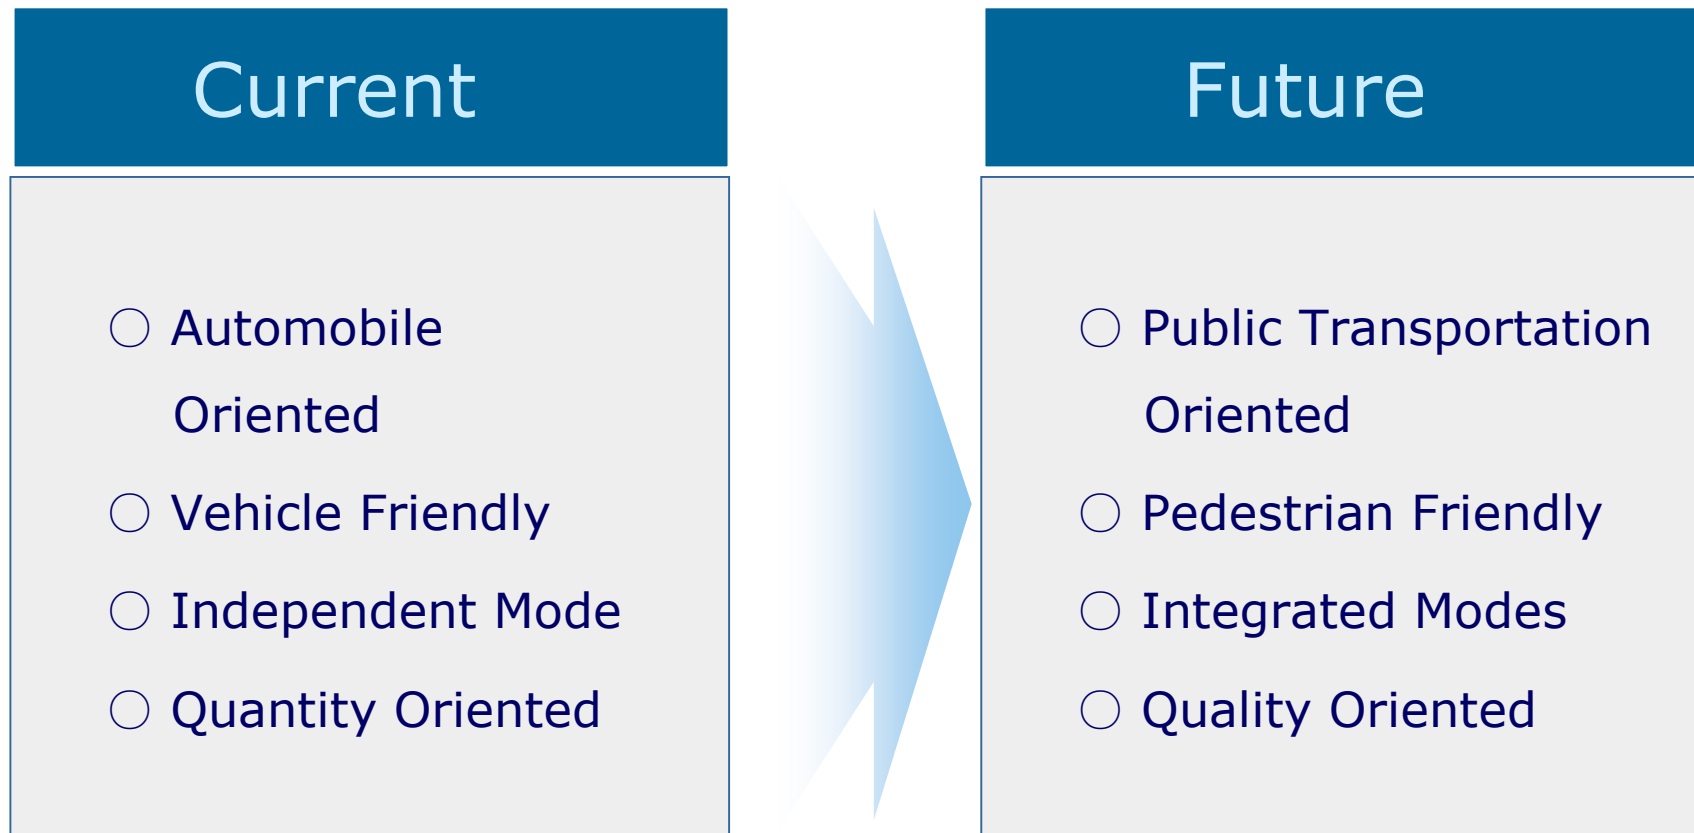 Current
○ Automobile
Oriented
○ Vehicle Friendly
○ Independent Mode
○ Quantity Oriented
Future
○ Public Transportation
Oriented
○ Pedestrian Friendly
○ Integrated Modes
○ Quality Oriented